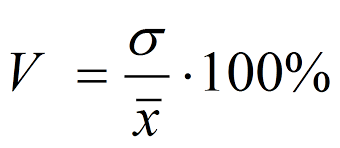 V = σ / x̄ · 100%